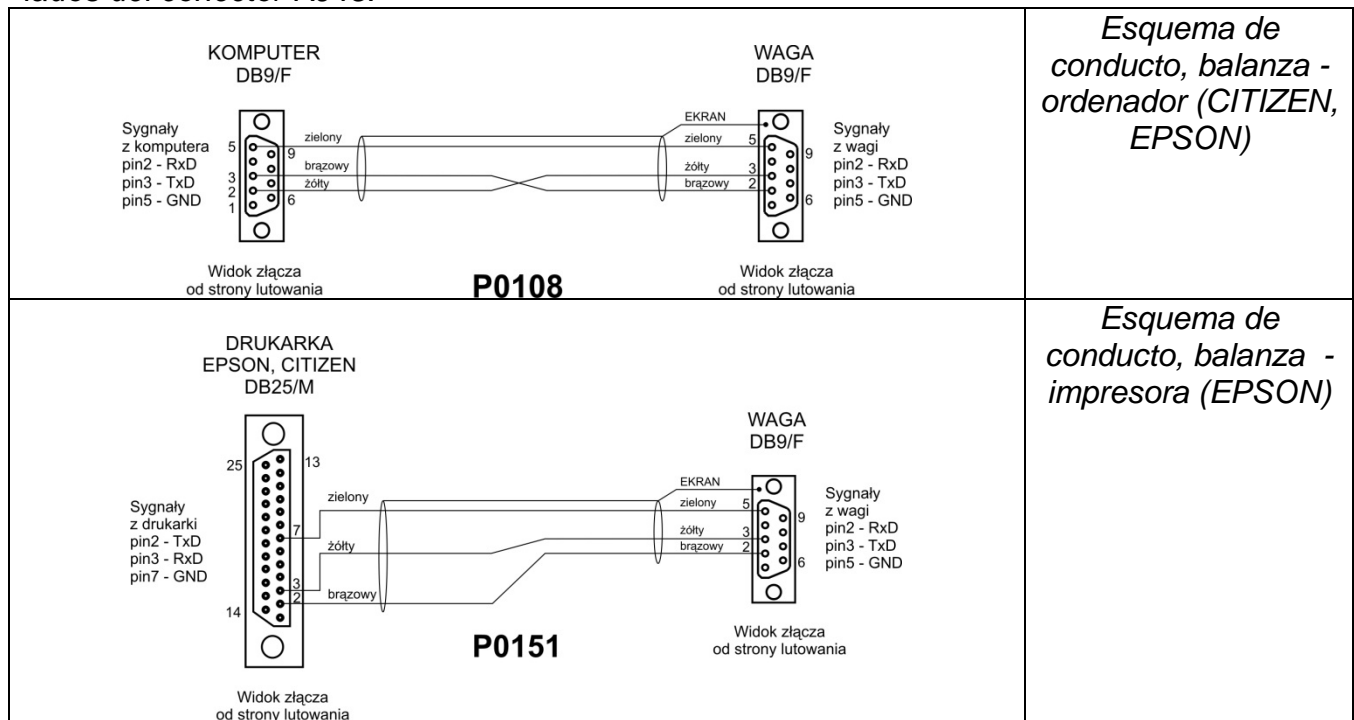 KOMPUTER
DB9/F
WAGA
DB9/F
Sygnały
z komputera
pin2 - RxD
pin3 - TxD
pin5 - GND
5
9
3
2
1
6
zielony
brązowy
żółty
EKRAN
zielony
żółty
brązowy
5
9
3
2
6
Sygnały
z wagi
pin2 - RxD
pin3 - TxD
pin5 - GND
Widok złącza
od strony lutowania
P0108
Widok złącza
od strony lutowania
Esquema de
conducto, balanza -
ordenador (CITIZEN,
EPSON)
DRUKARKA
EPSON, CITIZEN
DB25/M
WAGA
DB9/F
Sygnały
z drukarki
pin2 - TxD
pin3 - RxD
pin7 - GND
25
13
7
3
2
14
zielony
żółty
brązowy
EKRAN
zielony
żółty
brązowy
5
9
3
2
6
Sygnały
z wagi
pin2 - RxD
pin3 - TxD
pin5 - GND
Widok złącza
od strony lutowania
P0151
Widok złącza
od strony lutowania
Esquema de
conducto, balanza -
impresora (EPSON)